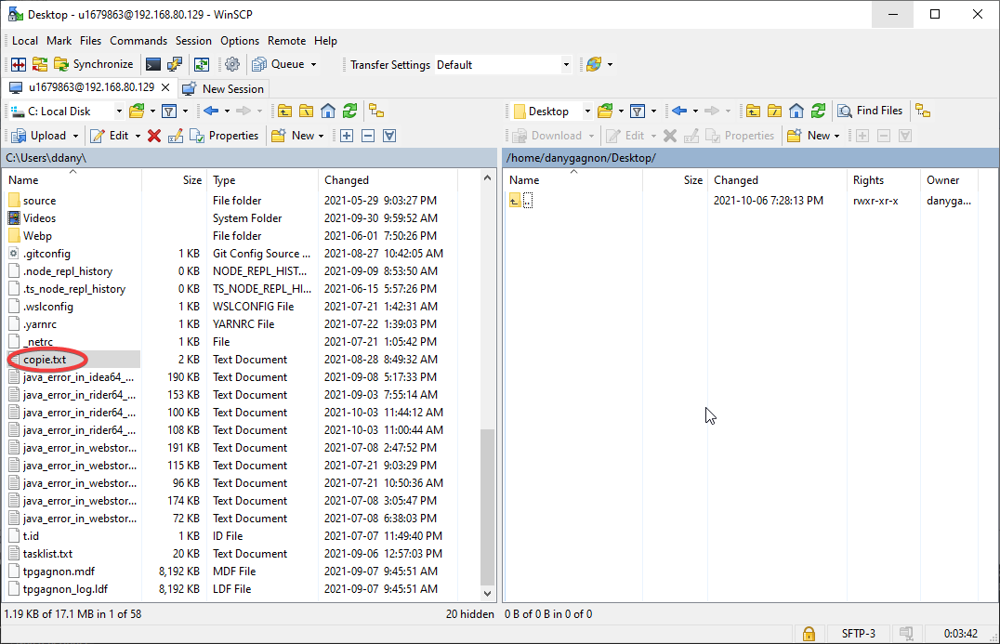 Desktop - u1679863@192.168.80.129 - WinSCP
Local Mark Files Commands Session Options Remote Help
Synchronize Queue Transfer Settings Default
u1679863@192.168.80.129 New Session
C: Local Disk Desktop Find Files
Upload Edit Properties New Download Edit Properties New
C:\Users\ddany\ /home/danygagnon/Desktop/
Name Size Type Changed Name Size Changed Rights Owner
source File folder 2021-05-29 9:03:27 PM .. 2021-10-06 7:28:13 PM rwxr-xr-x danyga...
Videos System Folder 2021-09-30 9:59:52 AM
Webp File folder 2021-06-01 7:50:26 PM
.gitconfig 1 KB Git Config Source ... 2021-08-27 10:42:05 AM
.node_repl_history 0 KB NODE_REPL_HIST... 2021-09-09 8:53:50 AM
.ts_node_repl_history 0 KB TS_NODE_REPL_HI... 2021-06-15 5:57:26 PM
.wslconfig 1 KB WSLCONFIG File 2021-07-21 1:42:31 AM
.yarnrc 1 KB YARNRC File 2021-07-22 1:39:03 PM
_netrc 1 KB File 2021-07-21 1:05:42 PM
copie.txt 2 KB Text Document 2021-08-28 8:49:32 AM
java_error_in_idea64_... 190 KB Text Document 2021-09-08 5:17:33 PM
java_error_in_rider64_... 153 KB Text Document 2021-09-03 7:55:14 AM
java_error_in_rider64_... 100 KB Text Document 2021-10-03 11:44:12 AM
java_error_in_rider64_... 108 KB Text Document 2021-10-03 11:00:44 AM
java_error_in_webstor... 191 KB Text Document 2021-07-08 2:47:52 PM
java_error_in_webstor... 115 KB Text Document 2021-07-21 9:03:29 PM
java_error_in_webstor... 96 KB Text Document 2021-07-21 10:50:36 AM
java_error_in_webstor... 174 KB Text Document 2021-07-08 3:05:47 PM
java_error_in_webstor... 72 KB Text Document 2021-07-08 6:38:03 PM
t.id 1 KB ID File 2021-07-07 11:49:40 PM
tasklist.txt 20 KB Text Document 2021-09-06 12:57:03 PM
tpgagnon.mdf 8,192 KB MDF File 2021-09-07 9:45:51 AM
tpgagnon_log.ldf 8,192 KB LDF File 2021-09-07 9:45:51 AM
1.19 KB of 17.1 MB in 1 of 58 20 hidden 0 B of 0 B in 0 of 0
SFTP-3 0:03:42